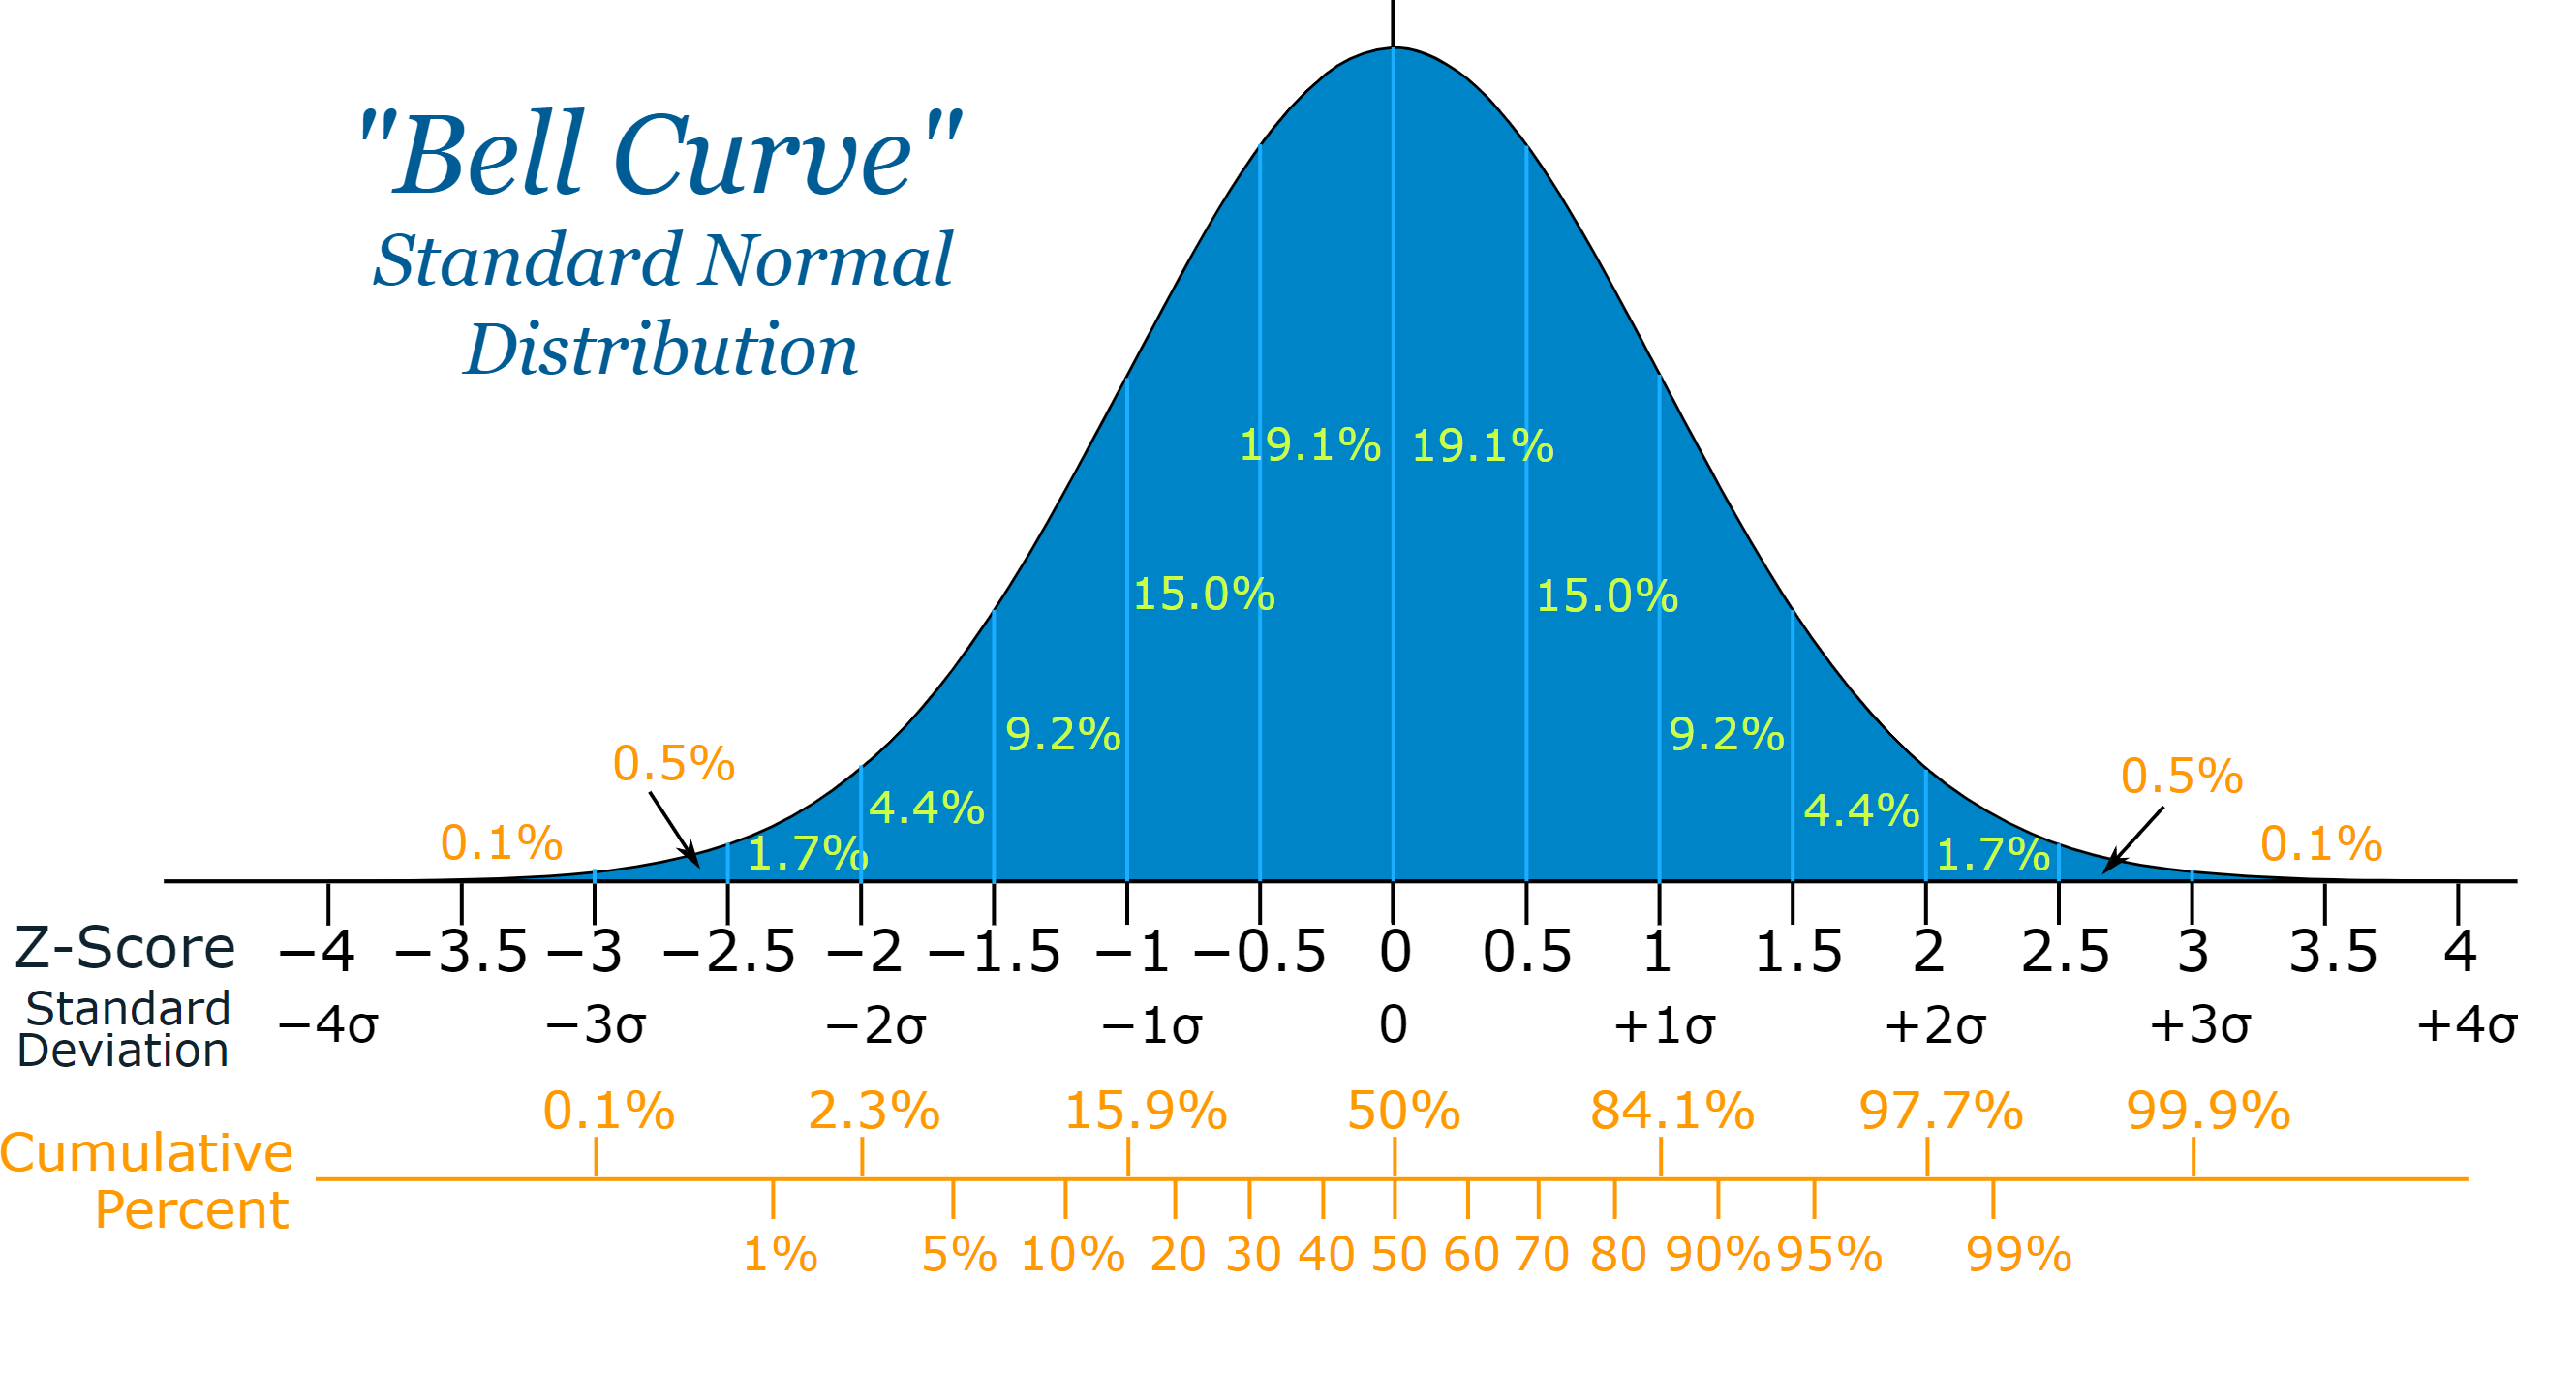 "Bell Curve"
Standard Normal
Distribution
19.1% 19.1%
15.0% 15.0%
9.2% 9.2%
0.5% 0.5%
4.4% 4.4%
0.1% 1.7% 1.7% 0.1%
Z-Score −4 −3.5 −3 −2.5 −2 −1.5 −1 −0.5 0 0.5 1 1.5 2 2.5 3 3.5 4
Standard
Deviation −4σ −3σ −2σ −1σ 0 +1σ +2σ +3σ +4σ
0.1% 2.3% 15.9% 50% 84.1% 97.7% 99.9%
Cumulative
Percent
1% 5% 10% 20 30 40 50 60 70 80 90% 95% 99%